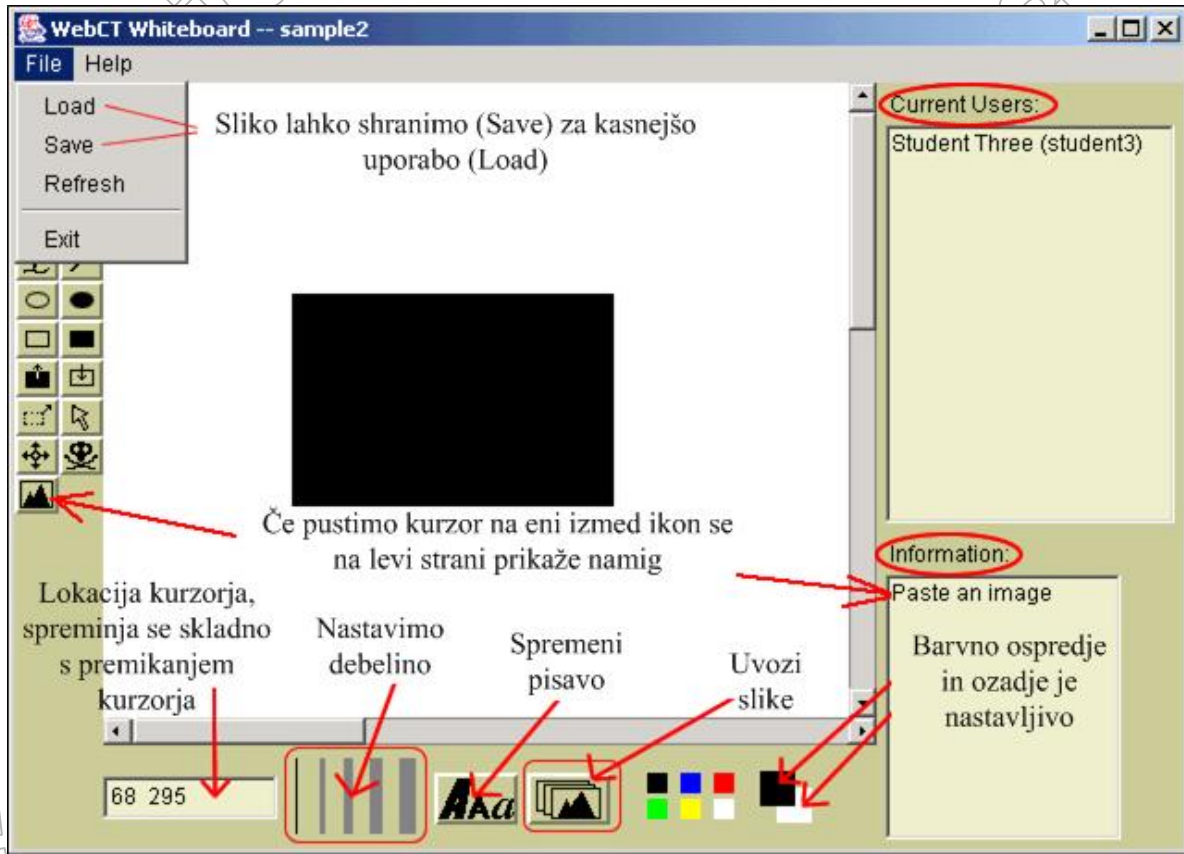 WebCT Whiteboard -- sample2
File Help
Load
Save
Refresh
Exit
Sliko lahko shranimo (Save) za kasnejšo
uporabo (Load)
Current Users:
Student Three (student3)
Če pustimo kurzor na eni izmed ikon se
na levi strani prikaže namig
Information:
Paste an image
Barvno ospredje
in ozadje je
nastavljivo
Lokacija kurzorja,
spreminja se skladno
s premikanjem
kurzorja
Nastavimo
debelino
Spremeni
pisavo
Uvozi
slike
68 295
AAa